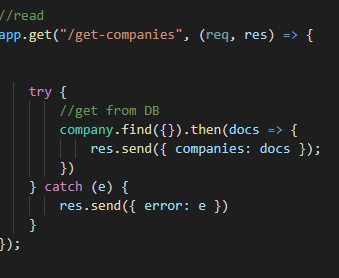 //read
app.get("/get-companies", (req, res) => {
try {
//get from DB
company.find({}).then(docs => {
res.send({ companies: docs });
})
} catch (e) {
res.send({ error: e })
}
});